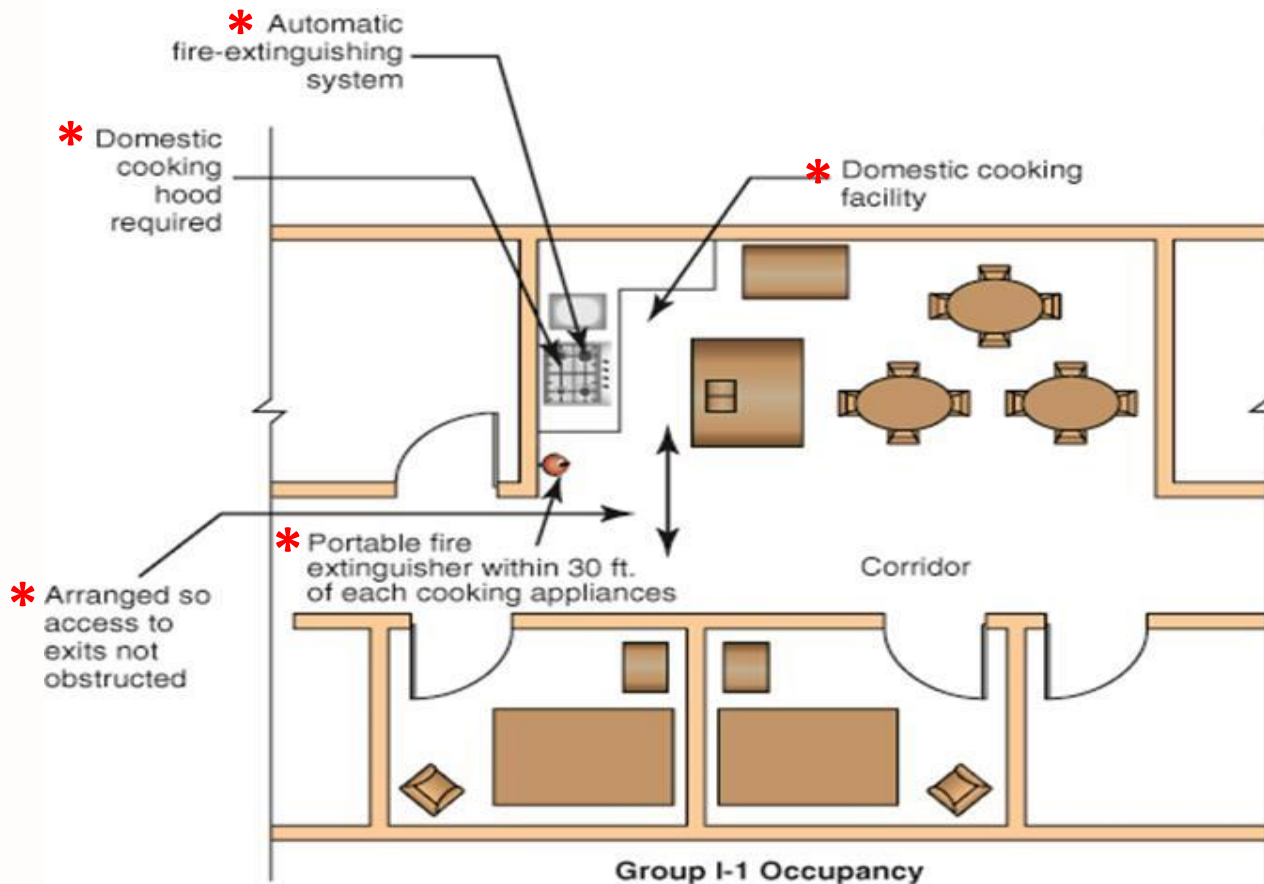 * Automatic
fire-extinguishing
system
* Domestic
cooking
hood
required
* Domestic cooking
facility
* Portable fire
extinguisher within 30 ft.
of each cooking appliances
Corridor
* Arranged so
access to
exits not
obstructed
Group I-1 Occupancy